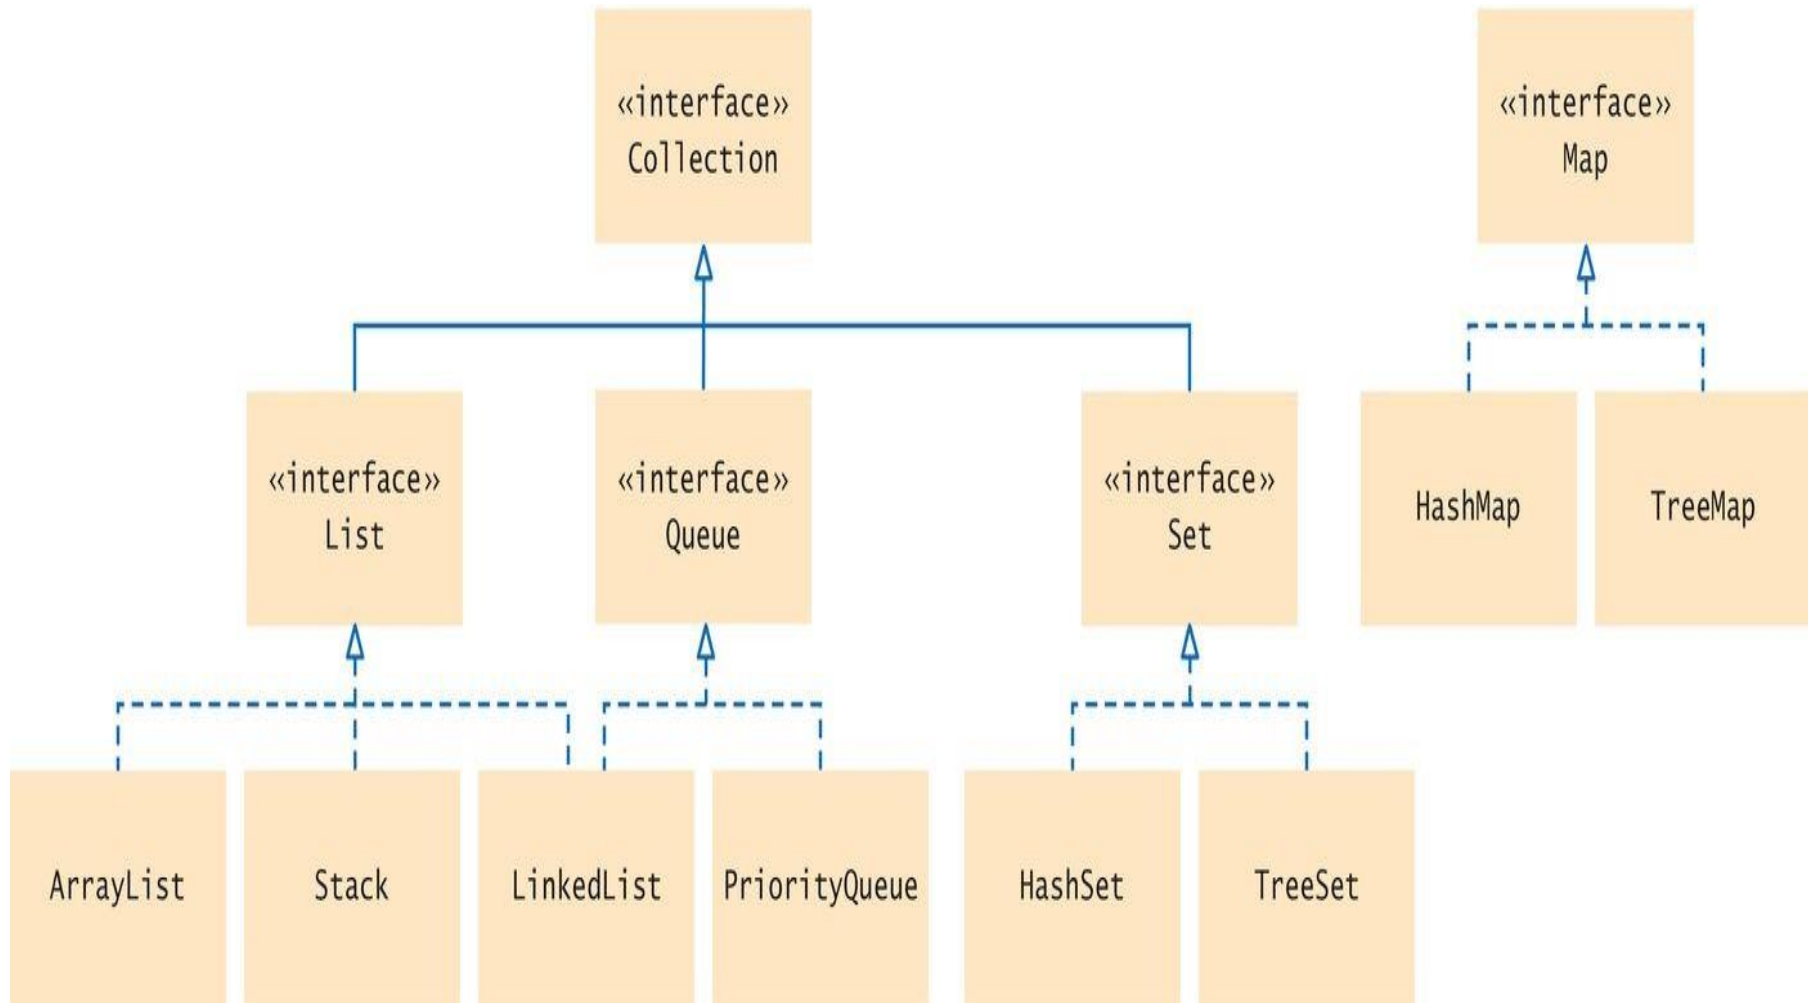 «interface»
Collection
«interface»
Map
«interface»
List
«interface»
Queue
«interface»
Set
HashMap
TreeMap
ArrayList
Stack
LinkedList
PriorityQueue
HashSet
TreeSet